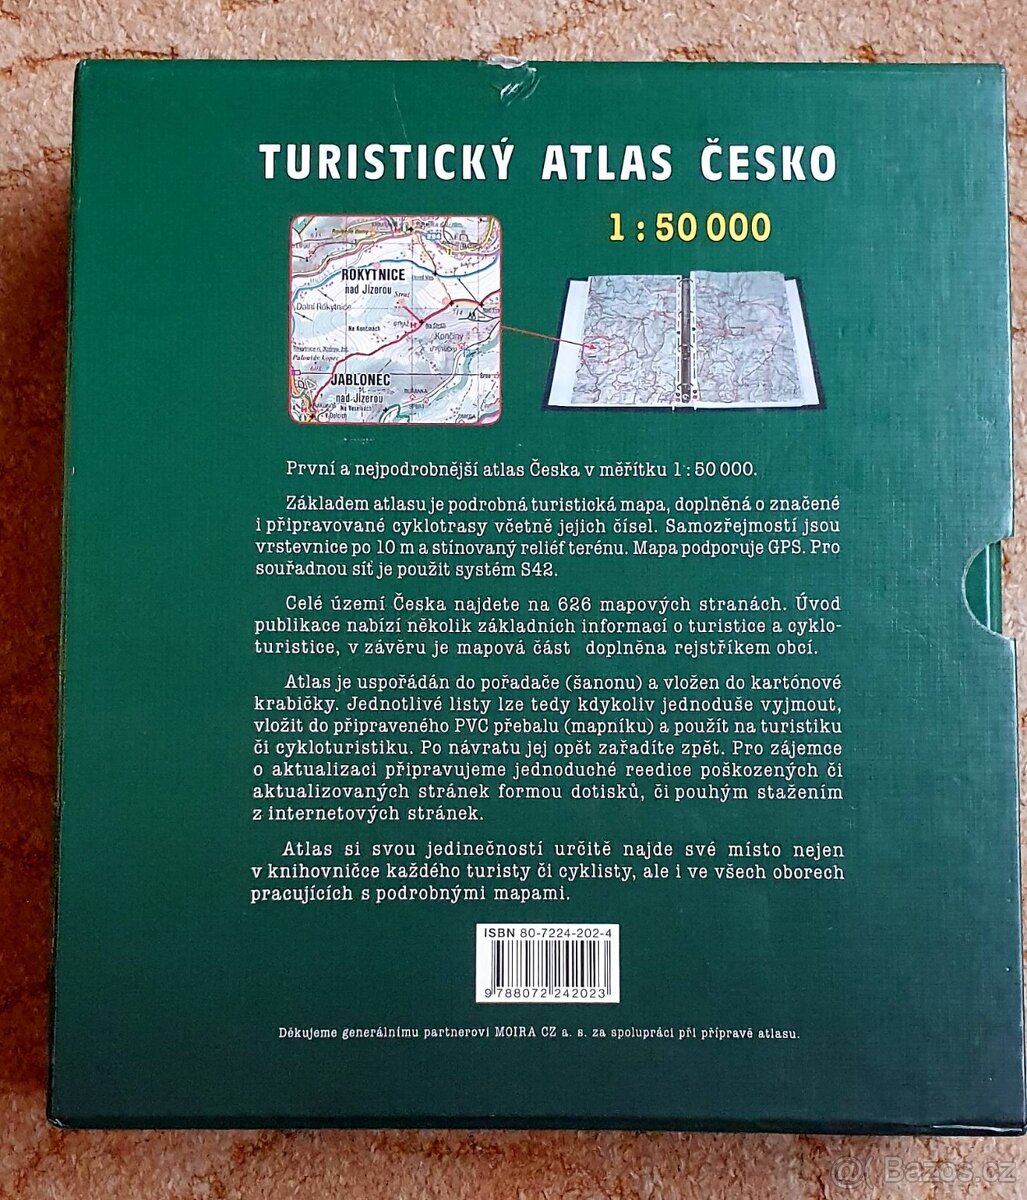 TURISTICKÝ ATLAS ČESKO
1 : 50 000
ROKYTNICE
nad Jizerou
Dolní Rokytnice
Na Končinách
Končiny
JABLONEC
nad Jizerou
První a nejpodrobnější atlas Česka v měřítku 1 : 50 000.
Základem atlasu je podrobná turistická mapa, doplněná o značené
i připravované cyklotrasy včetně jejich čísel. Samozřejmostí jsou
vrstevnice po 10 m a stínovaný reliéf terénu. Mapa podporuje GPS. Pro
souřadnou síť je použit systém S42.
Celé území Česka najdete na 626 mapových stranách. Úvod
publikace nabízí několik základních informací o turistice a cyklo-
turistice, v závěru je mapová část doplněna rejstříkem obcí.
Atlas je uspořádán do pořadače (šanonu) a vložen do kartónové
krabičky. Jednotlivé listy lze tedy kdykoliv jednoduše vyjmout,
vložit do připraveného PVC přebalu (mapníku) a použít na turistiku
či cykloturistiku. Po návratu jej opět zařadíte zpět. Pro zájemce
o aktualizaci připravujeme jednoduché reedice poškozených či
aktualizovaných stránek formou dotisků, či pouhým stažením
z internetových stránek.
Atlas si svou jedinečností určitě najde své místo nejen
v knihovničce každého turisty či cyklisty, ale i ve všech oborech
pracujících s podrobnými mapami.
ISBN 80-7224-202-4
9 788072 242023
Děkujeme generálnímu partnerovi MOIRA CZ a. s. za spolupráci při přípravě atlasu.
Bazos.cz